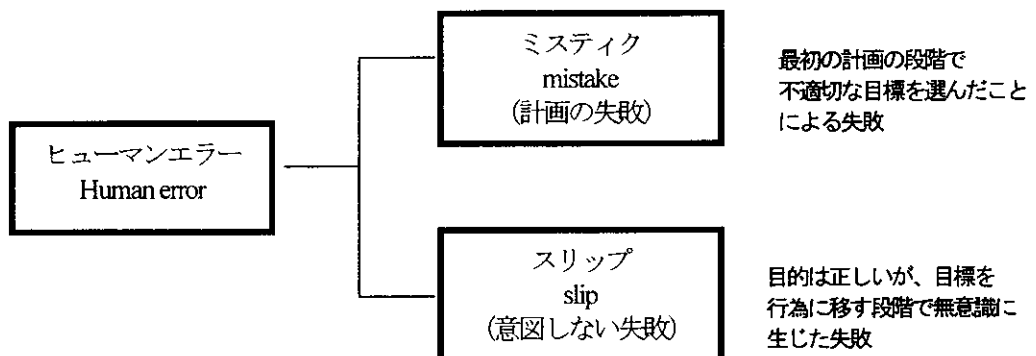 ミスティク
mistake
(計画の失敗)
最初の計画の段階で
不適切な目標を選んだこと
による失敗
ヒューマンエラー
Human error
スリップ
slip
(意図しない失敗)
目的は正しいが、目標を
行為に移す段階で無意識に
生じた失敗